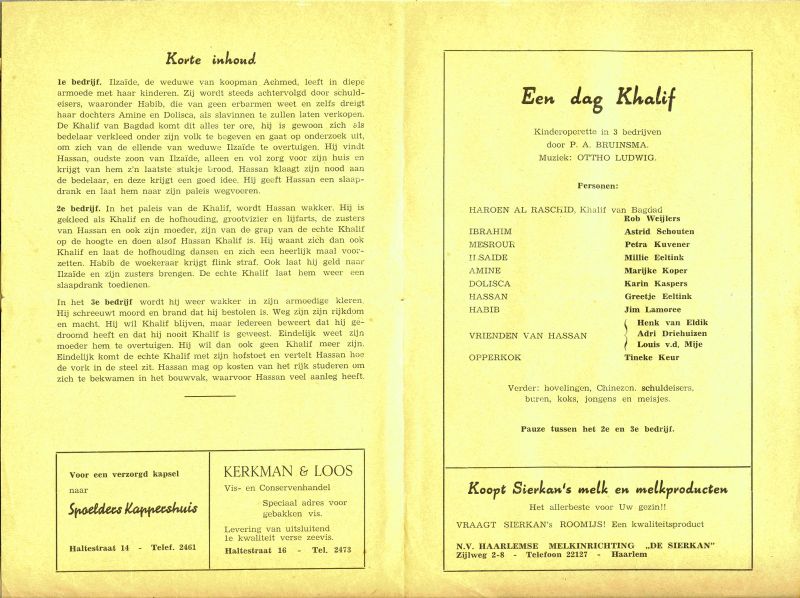 Korte inhoud
1e bedrijf. Ilzaïde, de weduwe van koopman Achmed, leeft in diepe
armoede met haar kinderen. Zij wordt steeds achtervolgd door schuld-
eisers, waaronder Habib, die van geen erbarmen weet en zelfs dreigt
haar dochters Amine en Dolisca, als slavinnen te zullen laten verkopen.
De Khalif van Bagdad komt dit alles ter ore, hij is gewoon zich als
bedelaar verkleed onder zijn volk te begeven en gaat op onderzoek uit,
om zich van de ellende van weduwe Ilzaïde te overtuigen. Hij vindt
Hassan, oudste zoon van Ilzaïde, alleen en vol zorg voor zijn huis en
krijgt van hem z'n laatste stukje brood. Hassan klaagt zijn nood aan
de bedelaar, en deze krijgt een goed idee. Hij geeft Hassan een slaap-
drank en laat hem naar zijn paleis wegvoeren.
2e bedrijf. In het paleis van de Khalif, wordt Hassan wakker. Hij is
gekleed als Khalif en de hofhouding, grootvizier en lijfarts, de zusters
van Hassan en ook zijn moeder, zijn van de grap van de echte Khalif
op de hoogte en doen alsof Hassan Khalif is. Hij waant zich dan ook
Khalif en laat de hofhouding dansen en zich een heerlijk maal voor-
zetten. Habib de woekeraar krijgt flink straf. Ook laat hij geld naar
Ilzaïde en zijn zusters brengen. De echte Khalif laat hem weer een
slaapdrank toedienen.
In het 3e bedrijf wordt hij weer wakker in zijn armoedige kleren.
Hij schreeuwt moord en brand dat hij bestolen is. Weg zijn zijn rijkdom
en macht. Hij wil Khalif blijven, maar iedereen beweert dat hij ge-
droomd heeft en dat hij nooit Khalif is geweest. Eindelijk weet zijn
moeder hem te overtuigen. Hij wil dan ook geen Khalif meer zijn.
Eindelijk komt de echte Khalif met zijn hofstoet en vertelt Hassan hoe
de vork in de steel zit. Hassan mag op kosten van het rijk studeren om
zich te bekwamen in het bouwvak, waarvoor Hassan veel aanleg heeft.
Voor een verzorgd kapsel
naar
Spoelders Kappershuis
Haltestraat 14 - Telef. 2461
KERKMAN & LOOS
Vis- en Conservenhandel
Speciaal adres voor
gebakken vis.
Levering van uitsluitend
1e kwaliteit verse zeevis.
Haltestraat 16 - Tel. 2473
Een dag Khalif
Kinderoperette in 3 bedrijven
door P. A. BRUINSMA.
Muziek: OTTHO LUDWIG.
Personen:
HAROEN AL RASCHID, Khalif van Bagdad
Rob Weijlers
IBRAHIM Astrid Schouten
MESROUR Petra Kuvener
ILSAIDE Millie Eeltink
AMINE Marijke Koper
DOLISCA Karin Kaspers
HASSAN Greetje Eeltink
HABIB Jim Lamoree
VRIENDEN VAN HASSAN Henk van Eldik
Adri Driehuizen
Louis v.d. Mije
OPPERKOK Tineke Keur
Verder: hovelingen, Chinezen. schuldeisers,
buren, koks, jongens en meisjes.
Pauze tussen het 2e en 3e bedrijf.
Koopt Sierkan's melk en melkproducten
Het allerbeste voor Uw gezin!!
VRAAGT SIERKAN's ROOMIJS! Een kwaliteitsproduct
N.V. HAARLEMSE MELKINRICHTING „DE SIERKAN"
Zijlweg 2-8 - Telefoon 22127 - Haarlem